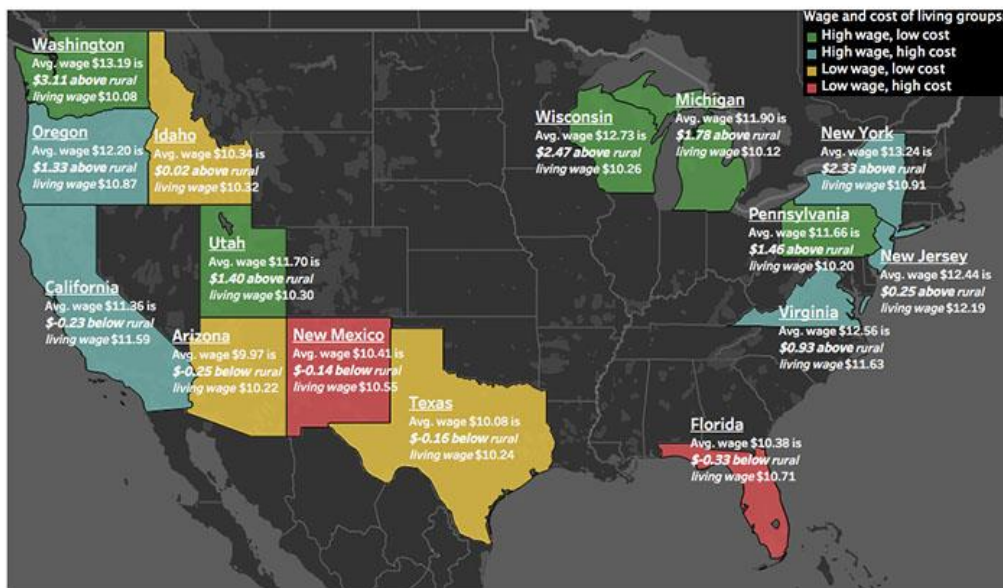 Wage and cost of living groups
High wage, low cost
High wage, high cost
Low wage, low cost
Low wage, high cost
Washington
Avg. wage $13.19 is
$3.11 above rural
living wage $10.08
Oregon
Avg. wage $12.20 is
$1.33 above rural
living wage $10.87
Idaho
Avg. wage $10.34 is
$0.02 above rural
living wage $10.32
Utah
Avg. wage $11.70 is
$1.40 above rural
living wage $10.30
California
Avg. wage $11.36 is
$-0.23 below rural
living wage $11.59
Arizona
Avg. wage $9.97 is
$-0.25 below rural
living wage $10.22
New Mexico
Avg. wage $10.41 is
$-0.14 below rural
living wage $10.55
Texas
Avg. wage $10.08 is
$-0.16 below rural
living wage $10.24
Wisconsin
Avg. wage $12.73 is
$2.47 above rural
living wage $10.26
Michigan
Avg. wage $11.90 is
$1.78 above rural
living wage $10.12
New York
Avg. wage $13.24 is
$2.33 above rural
living wage $10.91
Pennsylvania
Avg. wage $11.66 is
$1.46 above rural
living wage $10.20
New Jersey
Avg. wage $12.44 is
$0.25 above rural
living wage $12.19
Virginia
Avg. wage $12.56 is
$0.93 above rural
living wage $11.63
Florida
Avg. wage $10.38 is
$-0.33 below rural
living wage $10.71